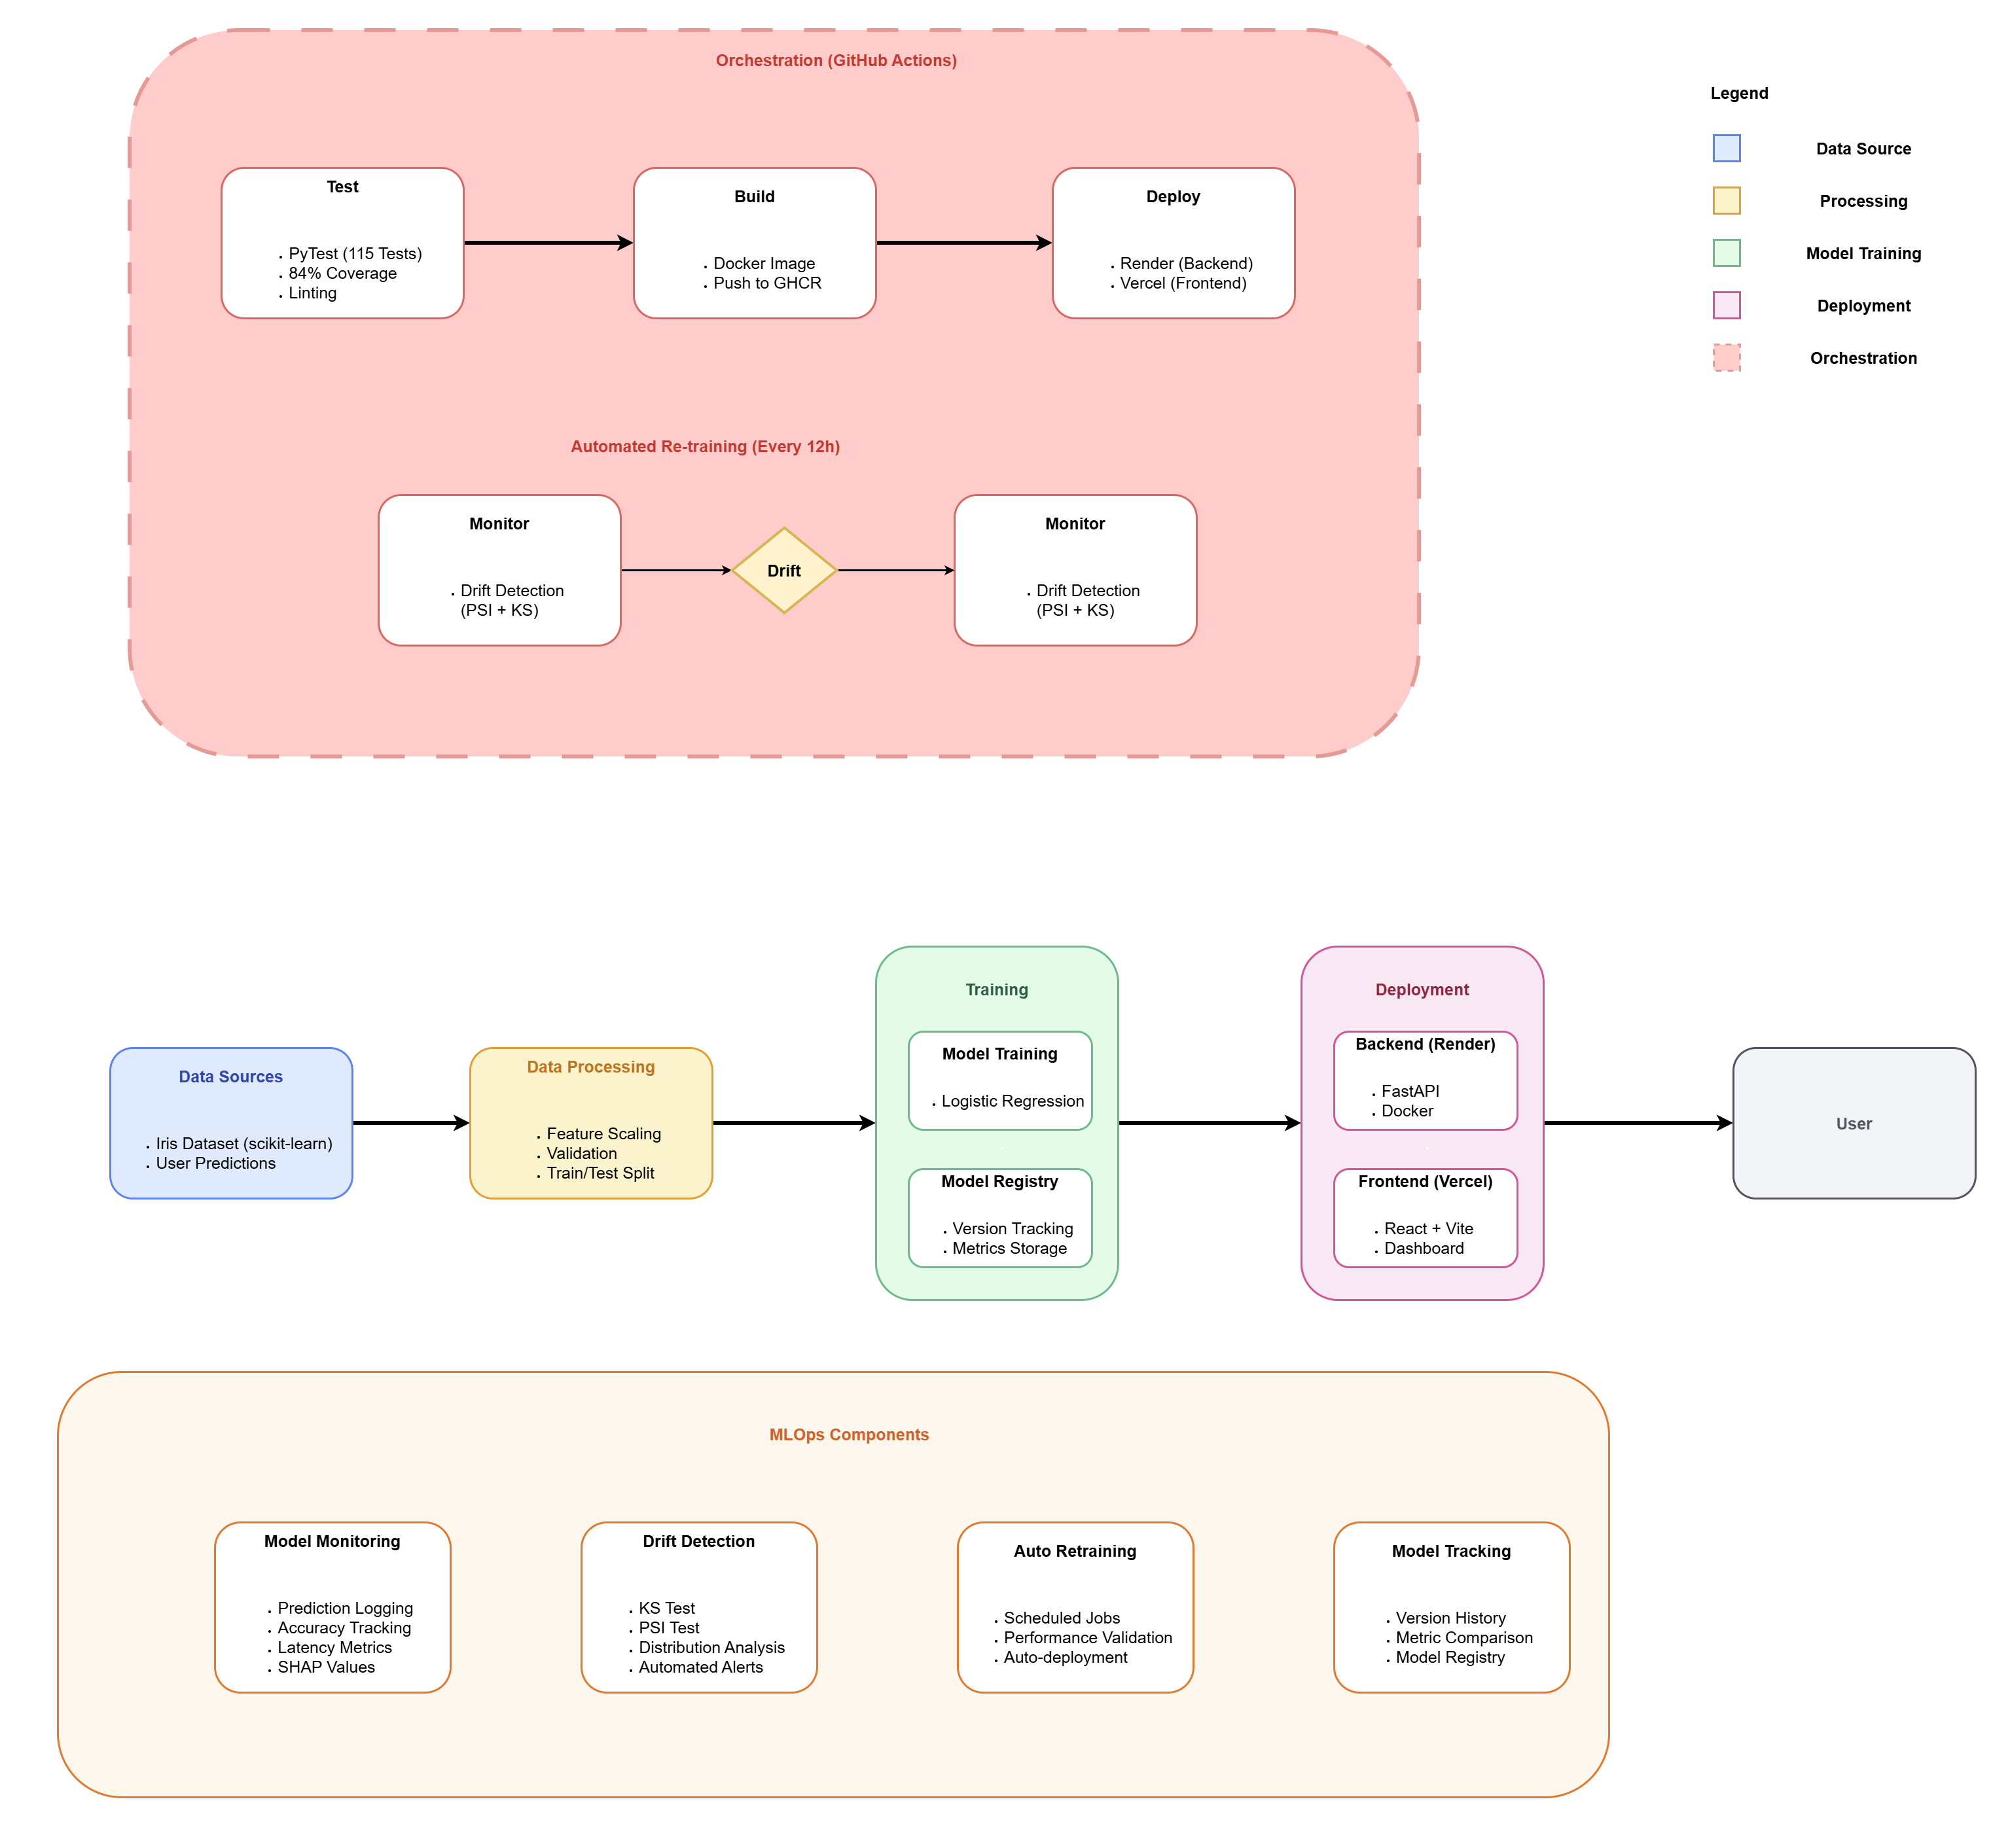 Orchestration (GitHub Actions)
Legend
Data Source
Processing
Model Training
Deployment
Orchestration
Test
• PyTest (115 Tests)
• 84% Coverage
• Linting
Build
• Docker Image
• Push to GHCR
Deploy
• Render (Backend)
• Vercel (Frontend)
Automated Re-training (Every 12h)
Monitor
• Drift Detection
(PSI + KS)
Drift
Monitor
• Drift Detection
(PSI + KS)
Data Sources
• Iris Dataset (scikit-learn)
• User Predictions
Data Processing
• Feature Scaling
• Validation
• Train/Test Split
Training
Model Training
• Logistic Regression
Model Registry
• Version Tracking
• Metrics Storage
Deployment
Backend (Render)
• FastAPI
• Docker
Frontend (Vercel)
• React + Vite
• Dashboard
User
MLOps Components
Model Monitoring
• Prediction Logging
• Accuracy Tracking
• Latency Metrics
• SHAP Values
Drift Detection
• KS Test
• PSI Test
• Distribution Analysis
• Automated Alerts
Auto Retraining
• Scheduled Jobs
• Performance Validation
• Auto-deployment
Model Tracking
• Version History
• Metric Comparison
• Model Registry